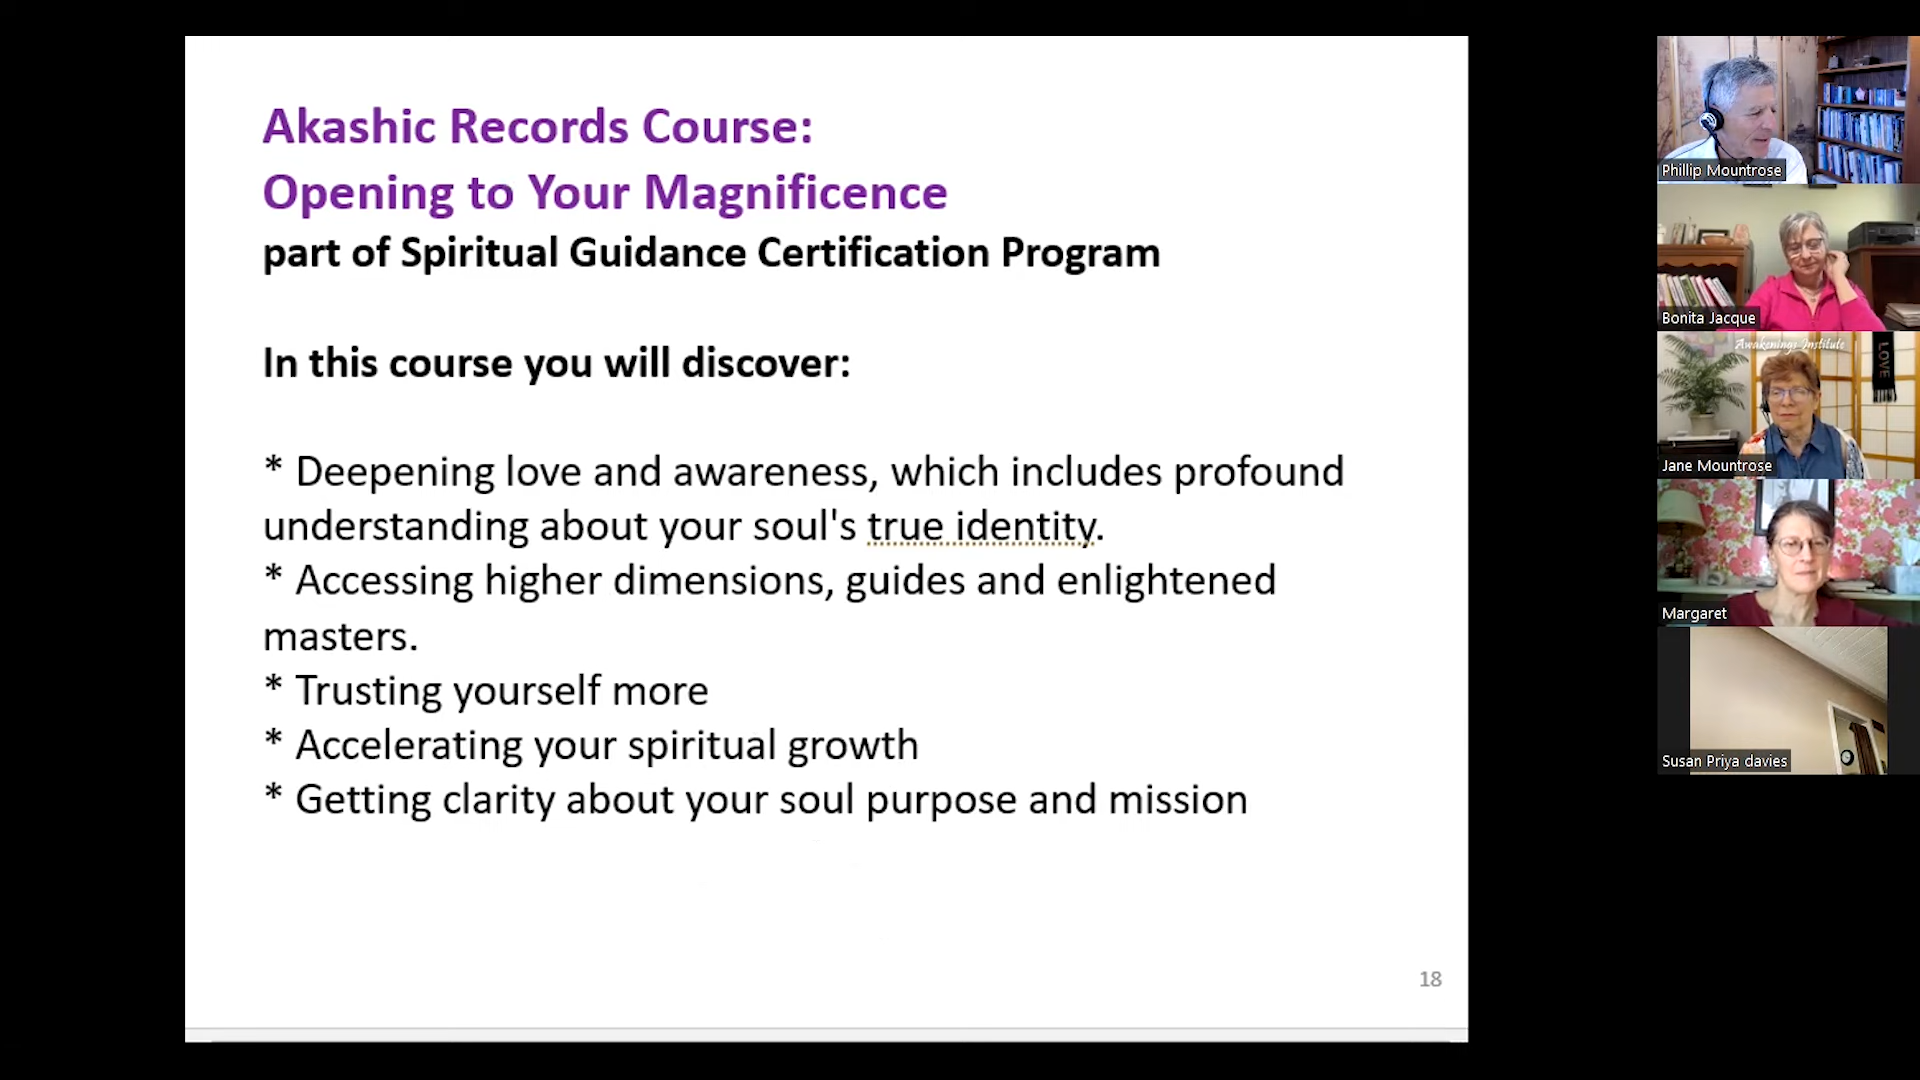 Akashic Records Course:
Opening to Your Magnificence
part of Spiritual Guidance Certification Program
In this course you will discover:
* Deepening love and awareness, which includes profound
understanding about your soul's true identity.
* Accessing higher dimensions, guides and enlightened
masters.
* Trusting yourself more
* Accelerating your spiritual growth
* Getting clarity about your soul purpose and mission
18
Phillip Mountrose
Bonita Jacque
Awakenings Institute
LOVE
Jane Mountrose
Margaret
Susan Priya davies